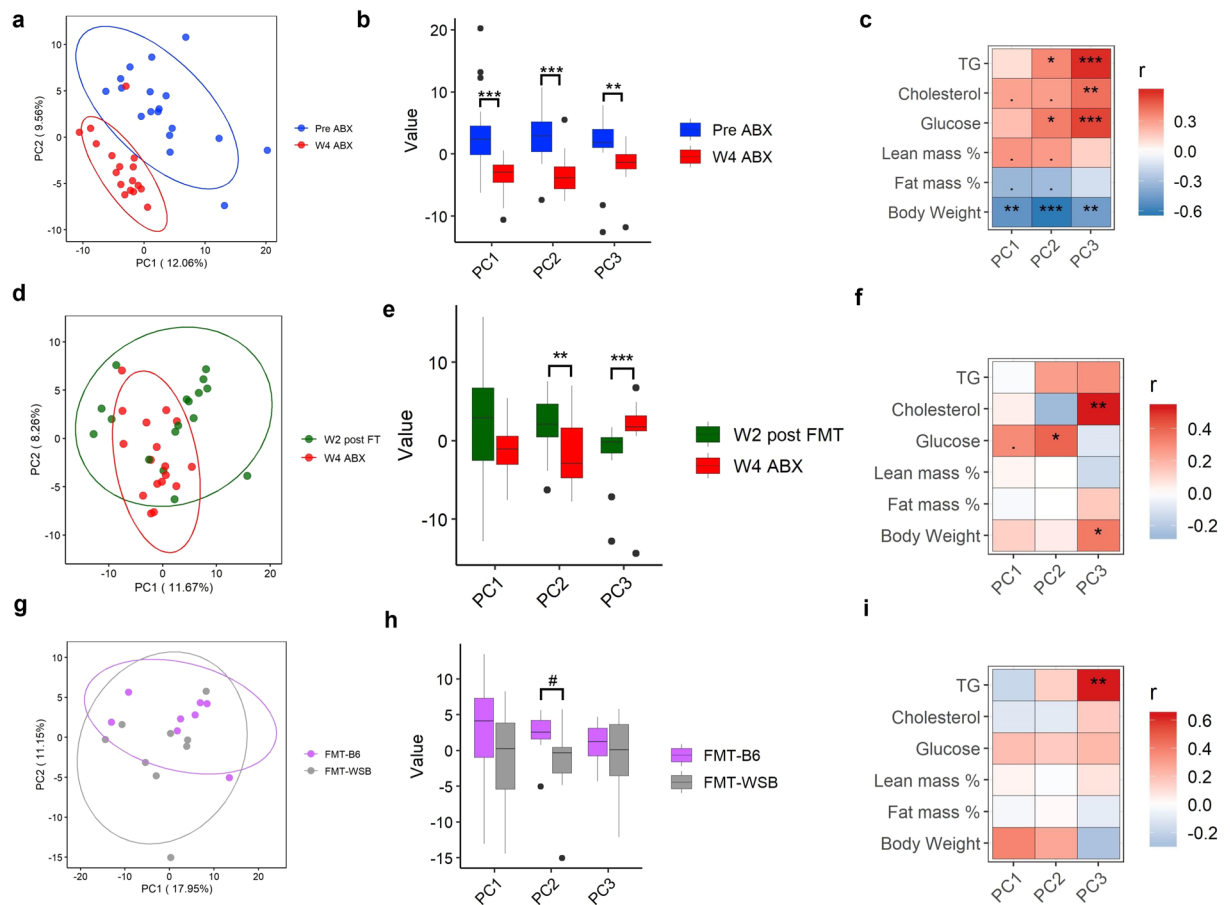 a
PC2 ( 9.56%)
10
5
0
-5
-10
-10
0
10
20
PC1 ( 12.06%)
Pre ABX
W4 ABX
b
Value
20
10
0
-10
***
***
**
PC1
PC2
PC3
Pre ABX
W4 ABX
c
TG
* ***
Cholesterol
. . **
Glucose
* ***
Lean mass %
. .
Fat mass %
. .
Body Weight
** *** **
PC1
PC2
PC3
r
0.3
0.0
-0.3
-0.6
d
PC2 ( 8.26%)
10
5
0
-5
-10
-10
0
10
20
PC1 ( 11.67%)
W2 post FT
W4 ABX
e
Value
10
0
-10
**
***
PC1
PC2
PC3
W2 post FMT
W4 ABX
f
TG
Cholesterol
**
Glucose
. *
Lean mass %
Fat mass %
Body Weight
*
PC1
PC2
PC3
r
0.4
0.2
0.0
-0.2
g
PC2 ( 11.15%)
10
5
0
-5
-10
-15
-20
-10
0
10
20
PC1 ( 17.95%)
FMT-B6
FMT-WSB
h
Value
10
5
0
-5
-10
-15
#
PC1
PC2
PC3
FMT-B6
FMT-WSB
i
TG
**
Cholesterol
Glucose
Lean mass %
Fat mass %
Body Weight
PC1
PC2
PC3
r
0.6
0.4
0.2
0.0
-0.2